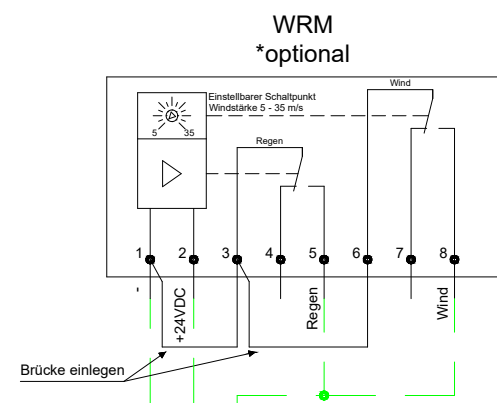 WRM
*optional
Einstellbarer Schaltpunkt
Windstärke 5 - 35 m/s
Wind
5 35
Regen
1 2 3 4 5 6 7 8
-
+24VDC
Regen
Wind
Brücke einlegen